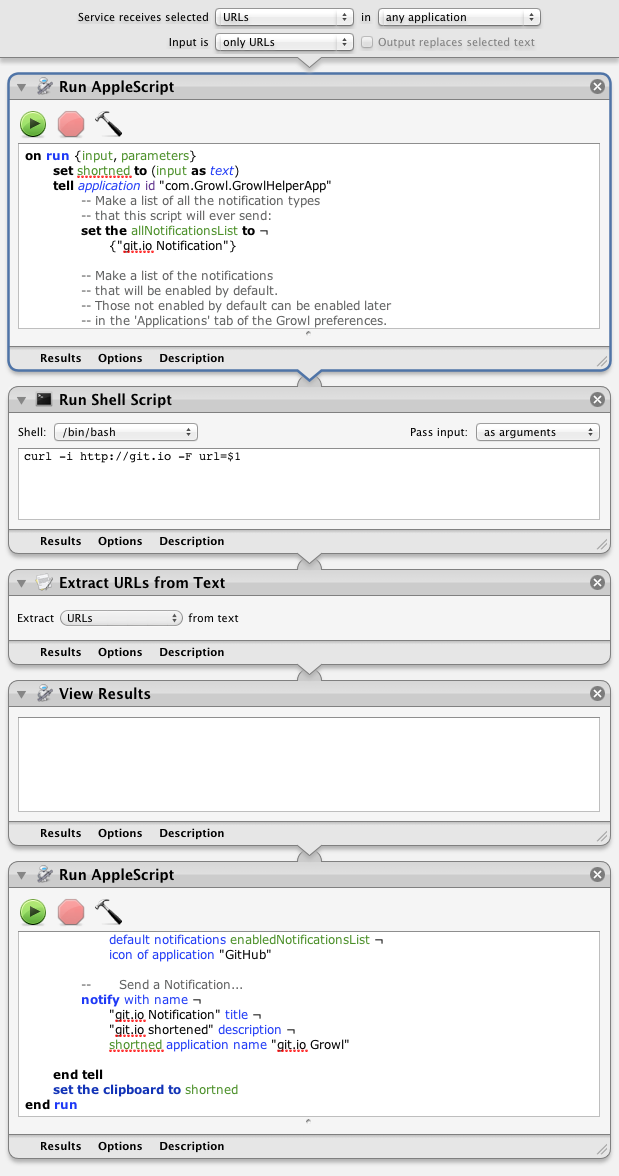 Service receives selected URLs in any application
Input is only URLs Output replaces selected text
Run AppleScript
on run {input, parameters}
set shortned to (input as text)
tell application id "com.Growl.GrowlHelperApp"
-- Make a list of all the notification types
-- that this script will ever send:
set the allNotificationsList to ¬
{"git.io Notification"}
-- Make a list of the notifications
-- that will be enabled by default.
-- Those not enabled by default can be enabled later
-- in the 'Applications' tab of the Growl preferences.
Results Options Description
Run Shell Script
Shell: /bin/bash Pass input: as arguments
curl -i http://git.io -F url=$1
Results Options Description
Extract URLs from Text
Extract URLs from text
Results Options Description
View Results
Results Options Description
Run AppleScript
default notifications enabledNotificationsList ¬
icon of application "GitHub"
-- Send a Notification...
notify with name ¬
"git.io Notification" title ¬
"git.io shortened" description ¬
shortned application name "git.io Growl"
end tell
set the clipboard to shortned
end run
Results Options Description